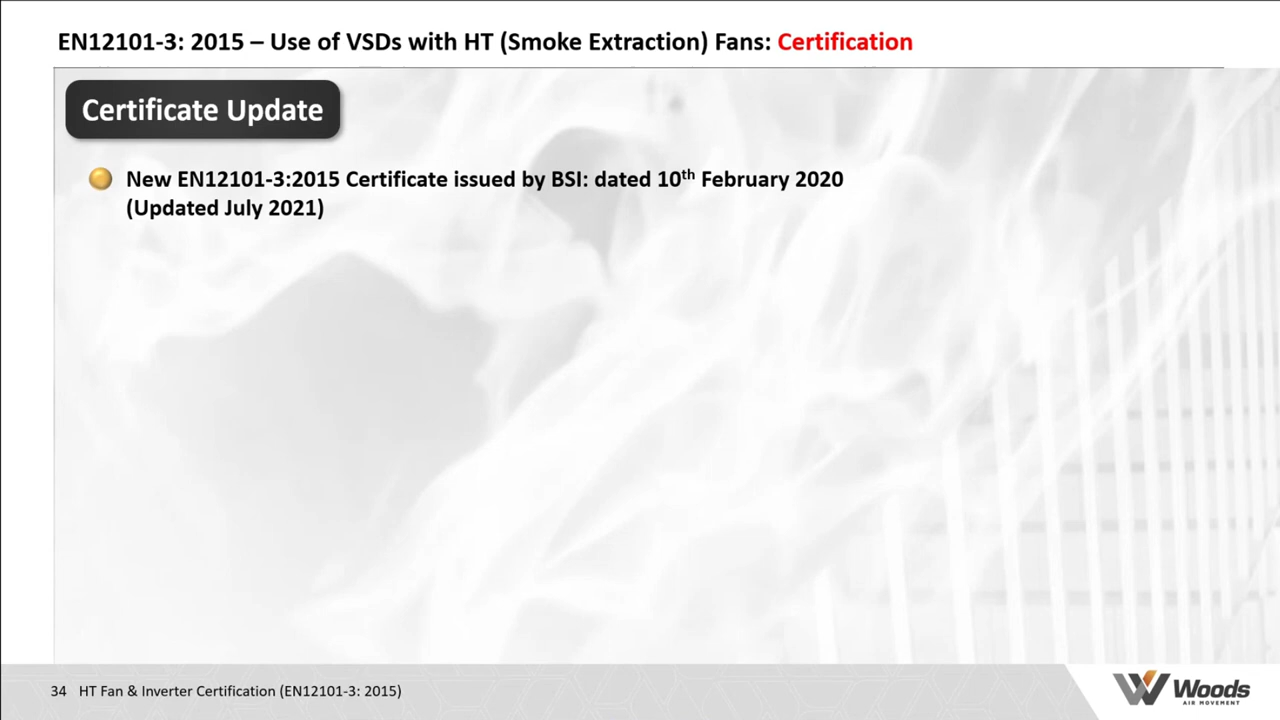 EN12101-3: 2015 – Use of VSDs with HT (Smoke Extraction) Fans: Certification
Certificate Update
New EN12101-3:2015 Certificate issued by BSI: dated 10th February 2020
(Updated July 2021)
34 HT Fan & Inverter Certification (EN12101-3: 2015)
Woods
AIR MOVEMENT